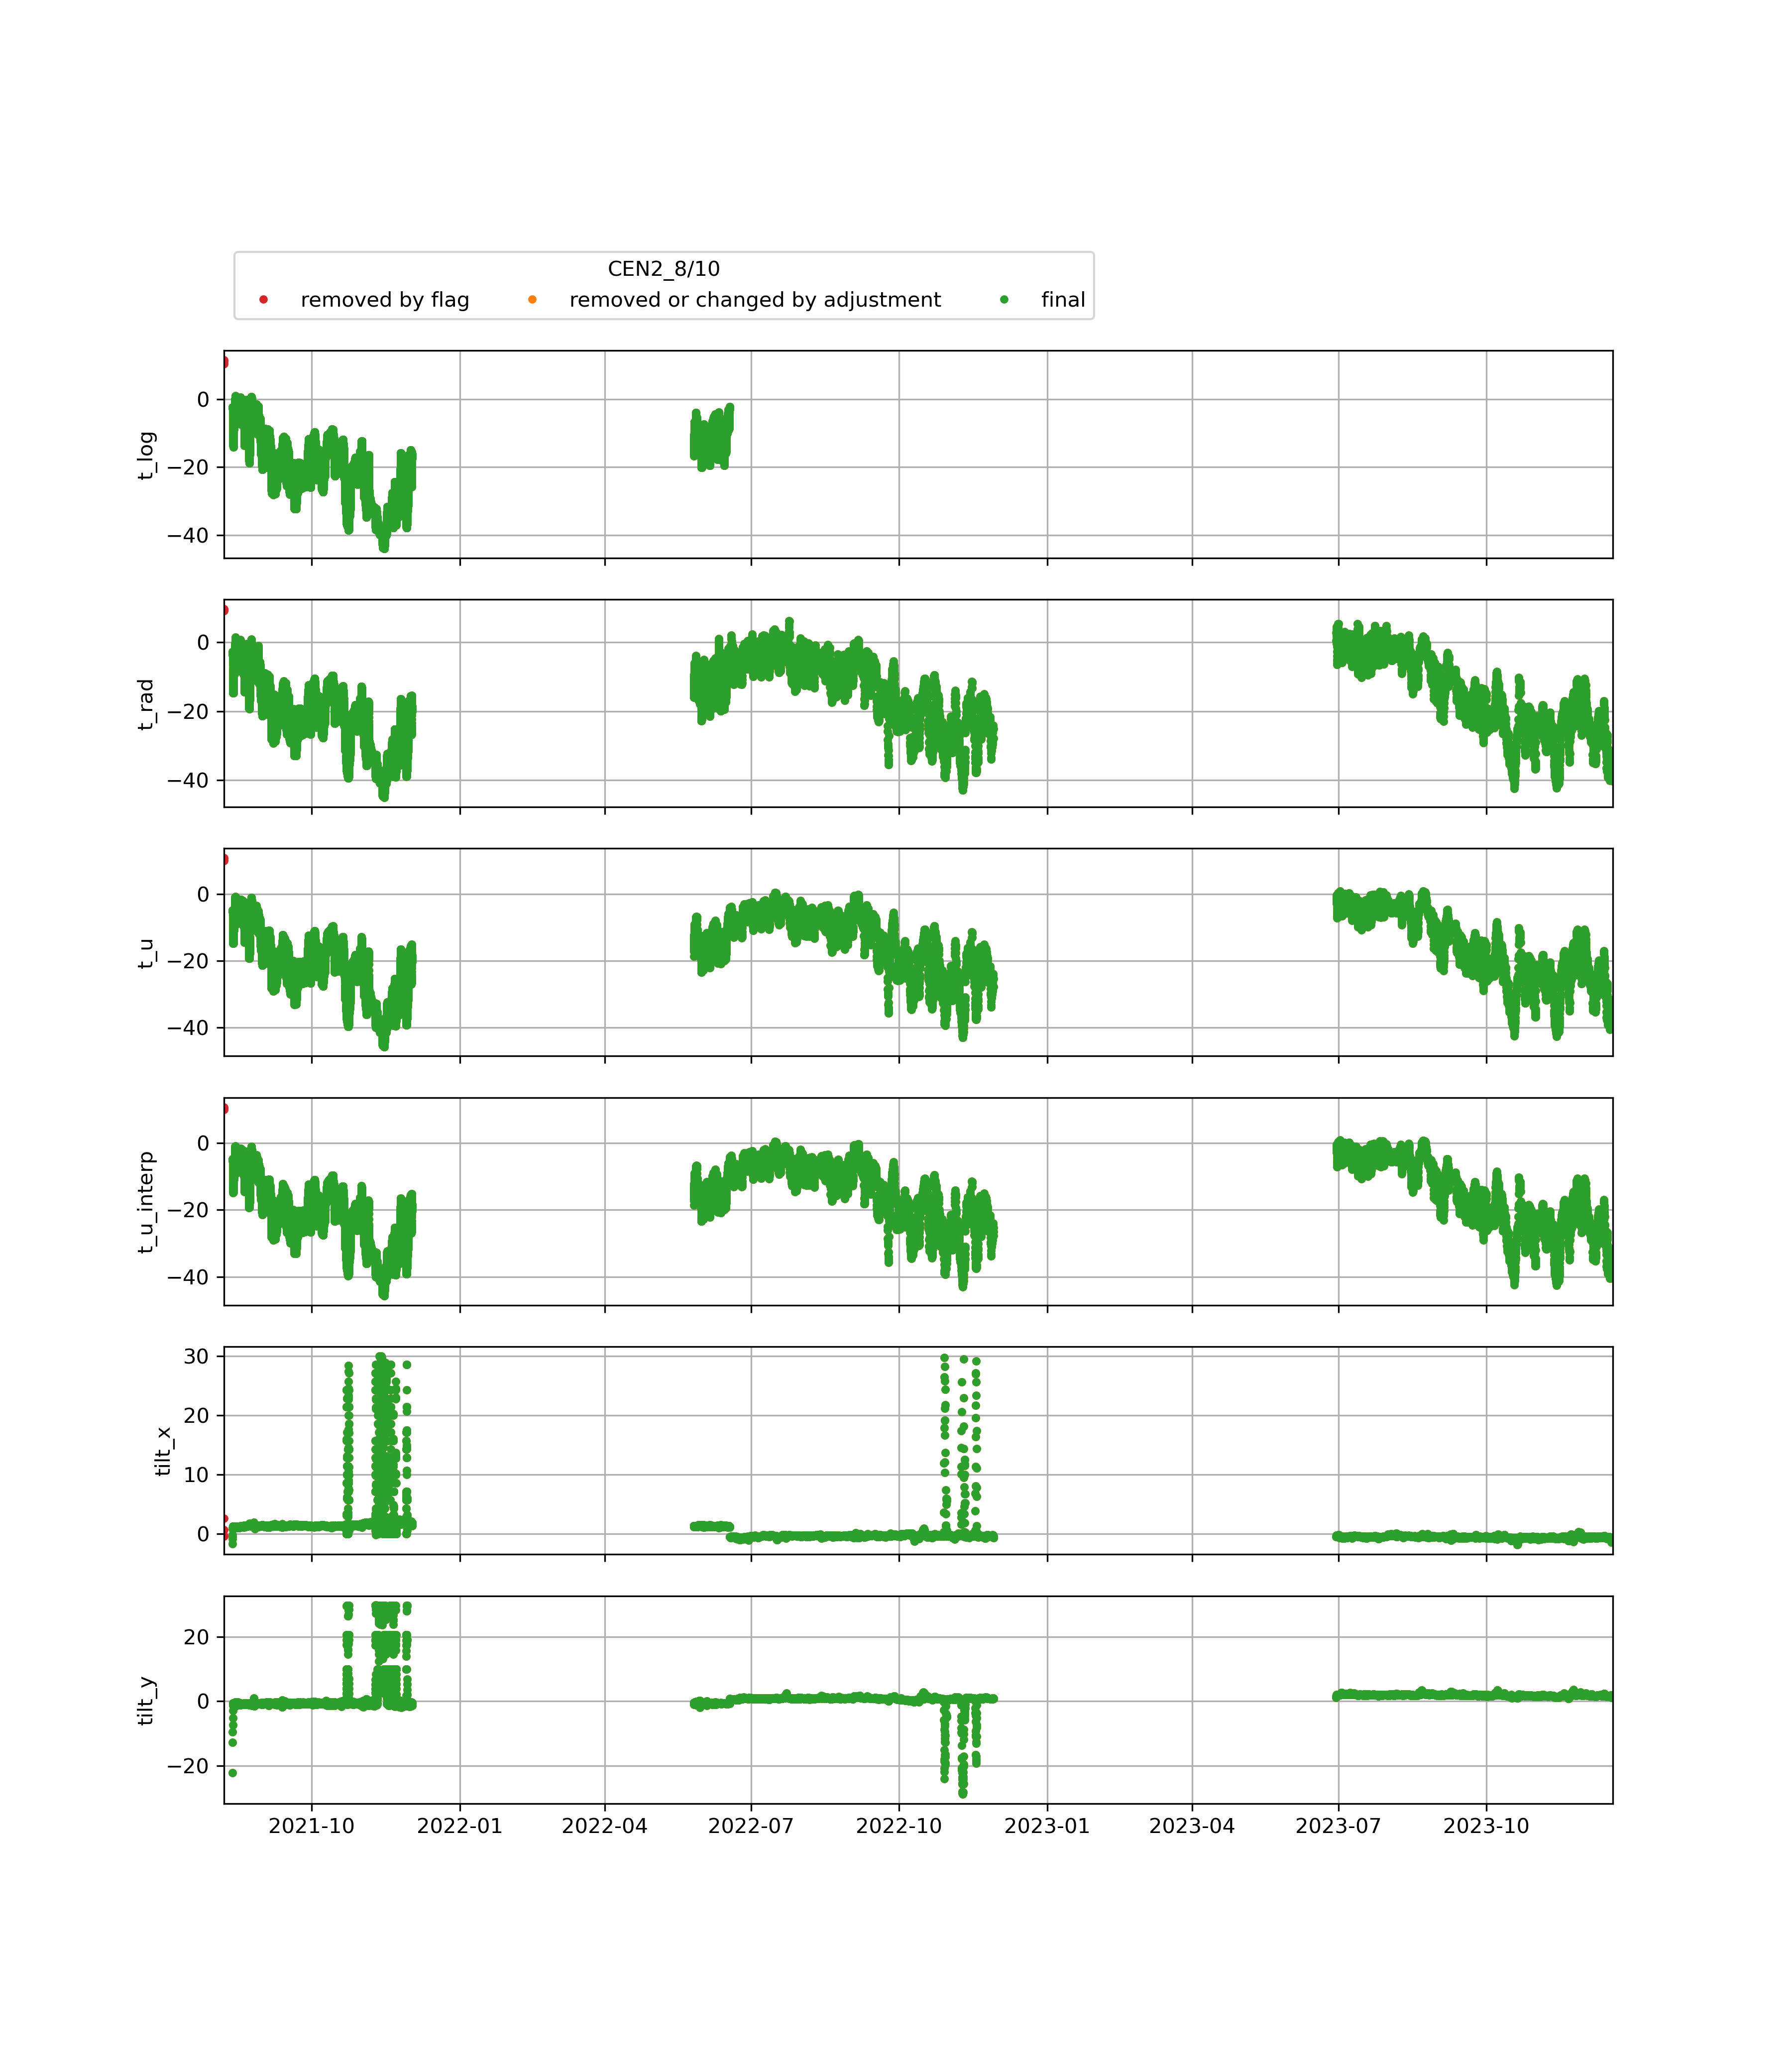 CEN2_8/10
removed by flag removed or changed by adjustment final
t_log
0
−20
−40
t_rad
0
−20
−40
t_u
0
−20
−40
t_u_interp
0
−20
−40
tilt_x
30
20
10
0
tilt_y
20
0
−20
2021-10 2022-01 2022-04 2022-07 2022-10 2023-01 2023-04 2023-07 2023-10